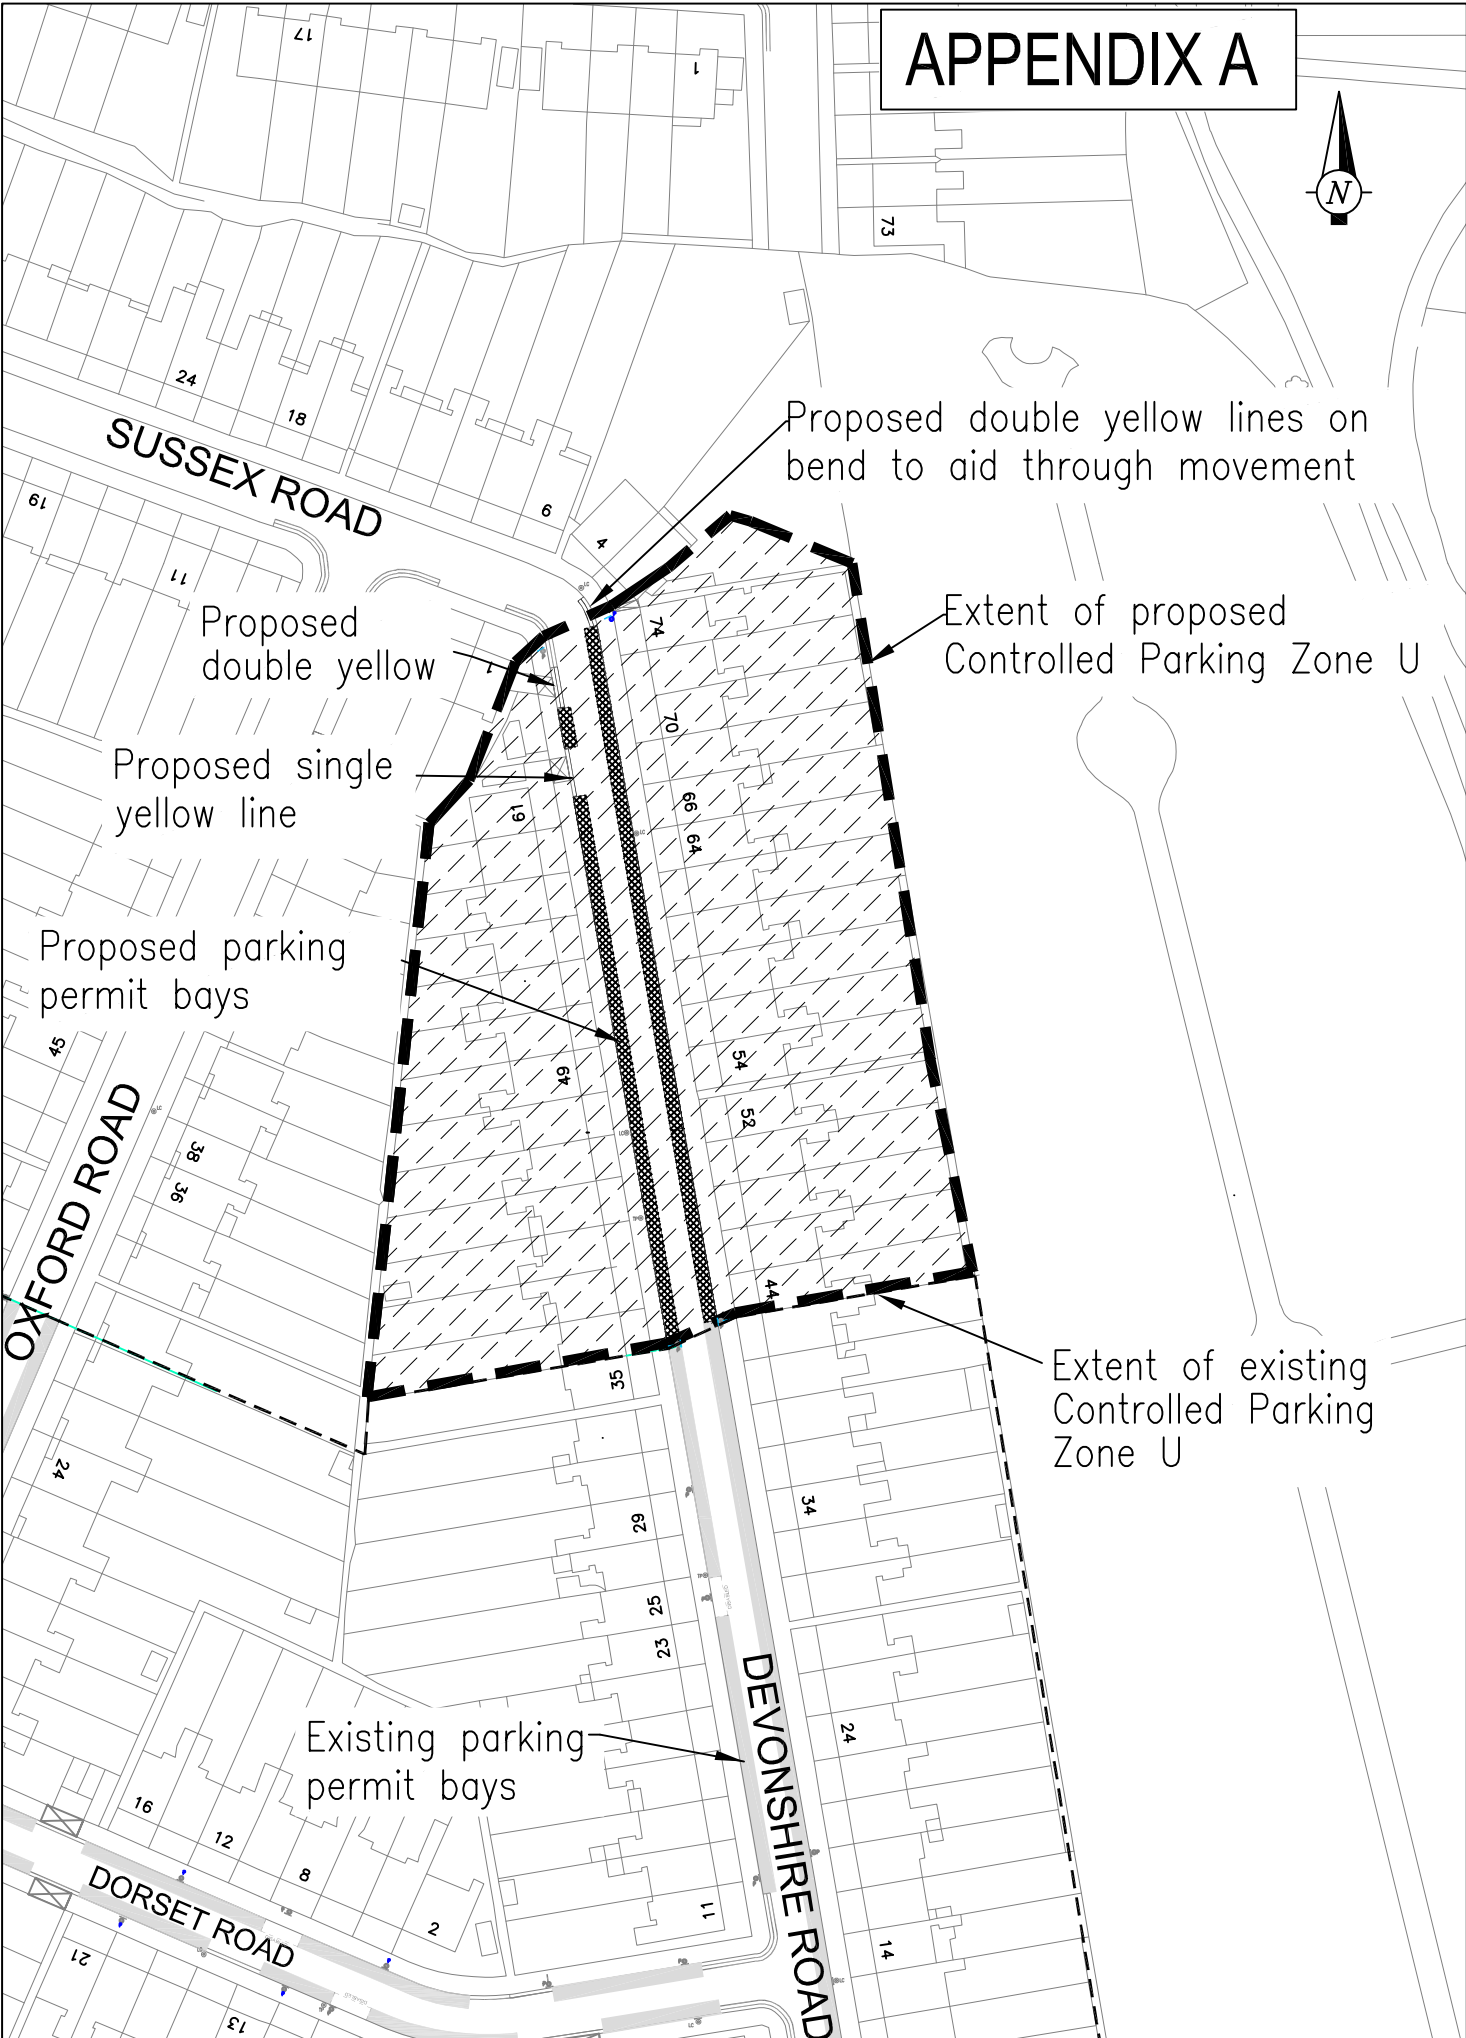 APPENDIX A
N
17
1
73
24
18
6
4
SUSSEX ROAD
19
11
1
Proposed double yellow lines on
bend to aid through movement
Proposed
double yellow
Extent of proposed
Controlled Parking Zone U
74
70
66
64
61
Proposed single
yellow line
Proposed parking
permit bays
49
54
52
44
45
38
36
OXFORD ROAD
35
Extent of existing
Controlled Parking
Zone U
24
34
29
25
23
24
Existing parking
permit bays
DEVONSHIRE ROAD
16
12
8
2
11
14
DORSET ROAD
21
13